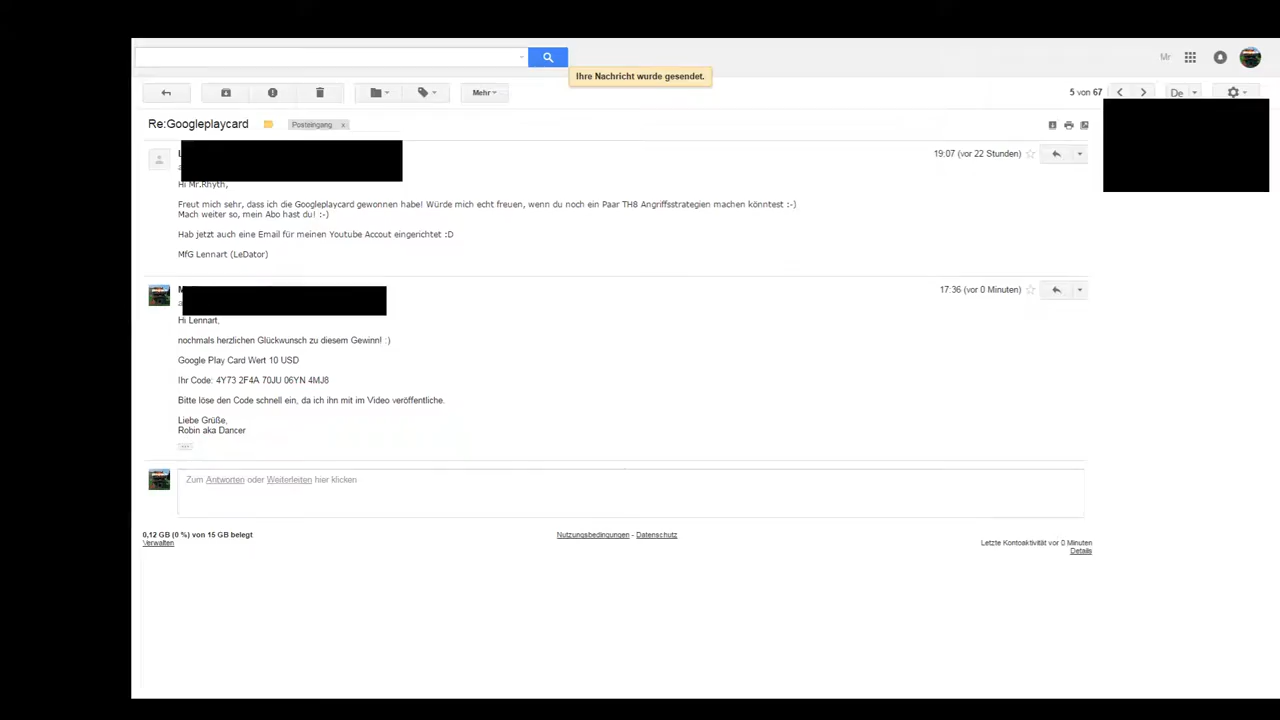 Ihre Nachricht wurde gesendet.
Mr
Mehr
5 von 67
De
Re:Googleplaycard
Posteingang x
19:07 (vor 22 Stunden)
Hi Mr.Rhyth,
Freut mich sehr, dass ich die Googleplaycard gewonnen habe! Würde mich echt freuen, wenn du noch ein Paar TH8 Angriffsstrategien machen könntest :-)
Mach weiter so, mein Abo hast du! :-)
Hab jetzt auch eine Email für meinen Youtube Accout eingerichtet :D
MfG Lennart (LeDator)
17:36 (vor 0 Minuten)
Hi Lennart,
nochmals herzlichen Glückwunsch zu diesem Gewinn! :)
Google Play Card Wert 10 USD
Ihr Code: 4Y73 2F4A 70JU 06YN 4MJ8
Bitte löse den Code schnell ein, da ich ihn mit im Video veröffentliche.
Liebe Grüße,
Robin aka Dancer
Zum Antworten oder Weiterleiten hier klicken
0,12 GB (0 %) von 15 GB belegt
Verwalten
Nutzungsbedingungen - Datenschutz
Letzte Kontoaktivität vor 0 Minuten
Details